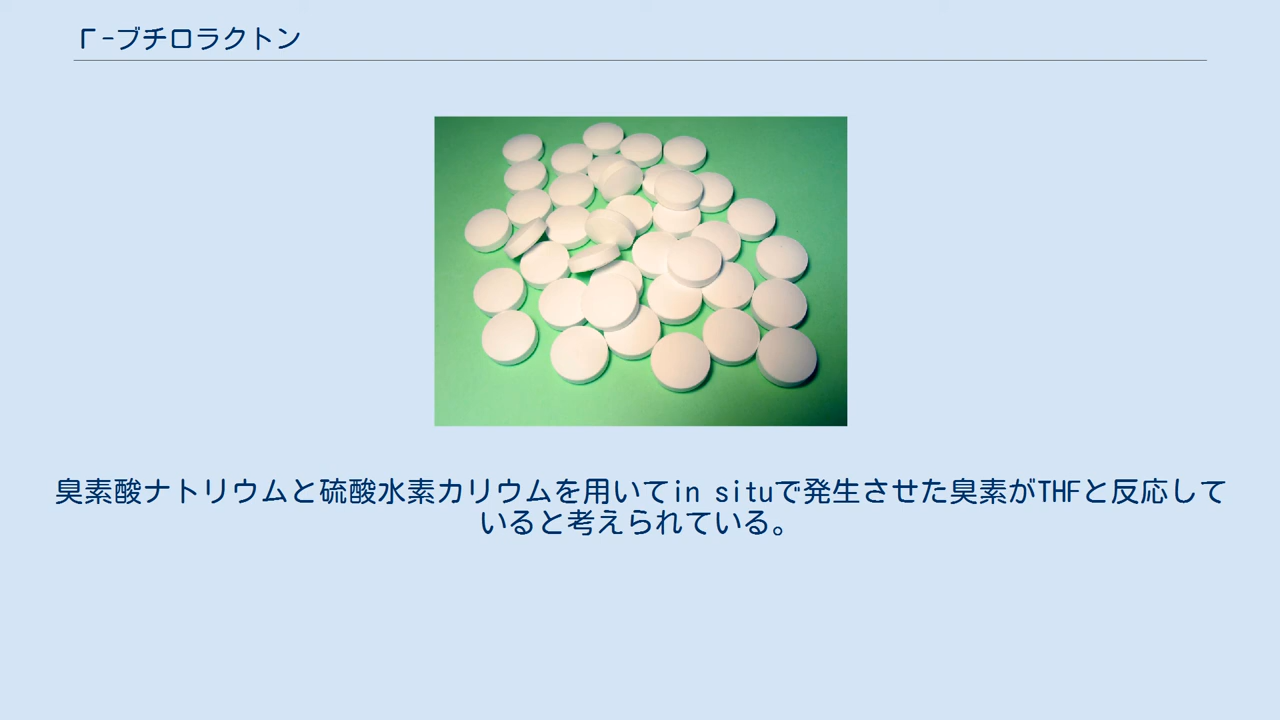 Γ-ブチロラクトン
臭素酸ナトリウムと硫酸水素カリウムを用いてin situで発生させた臭素がTHFと反応して
いると考えられている。